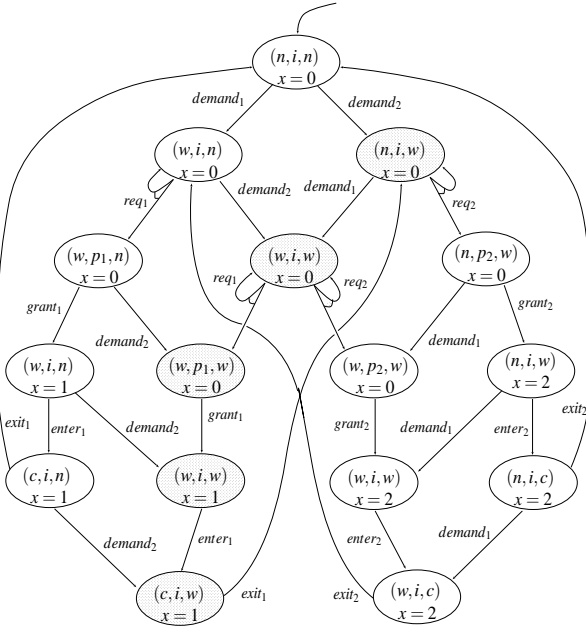 (n,i,n)
x=0
demand₁
demand₂
(w,i,n)
x=0
(n,i,w)
x=0
demand₂
demand₁
req₁
req₂
(w,p₁,n)
x=0
(w,i,w)
x=0
(n,p₂,w)
x=0
req₁
req₂
grant₁
grant₂
demand₂
demand₁
(w,i,n)
x=1
(w,p₁,w)
x=0
(w,p₂,w)
x=0
(n,i,w)
x=2
exit₁
enter₁
demand₂
grant₁
grant₂
demand₁
enter₂
exit₂
(c,i,n)
x=1
(w,i,w)
x=1
(w,i,w)
x=2
(n,i,c)
x=2
demand₂
enter₁
enter₂
demand₁
(c,i,w)
x=1
exit₁
exit₂
(w,i,c)
x=2